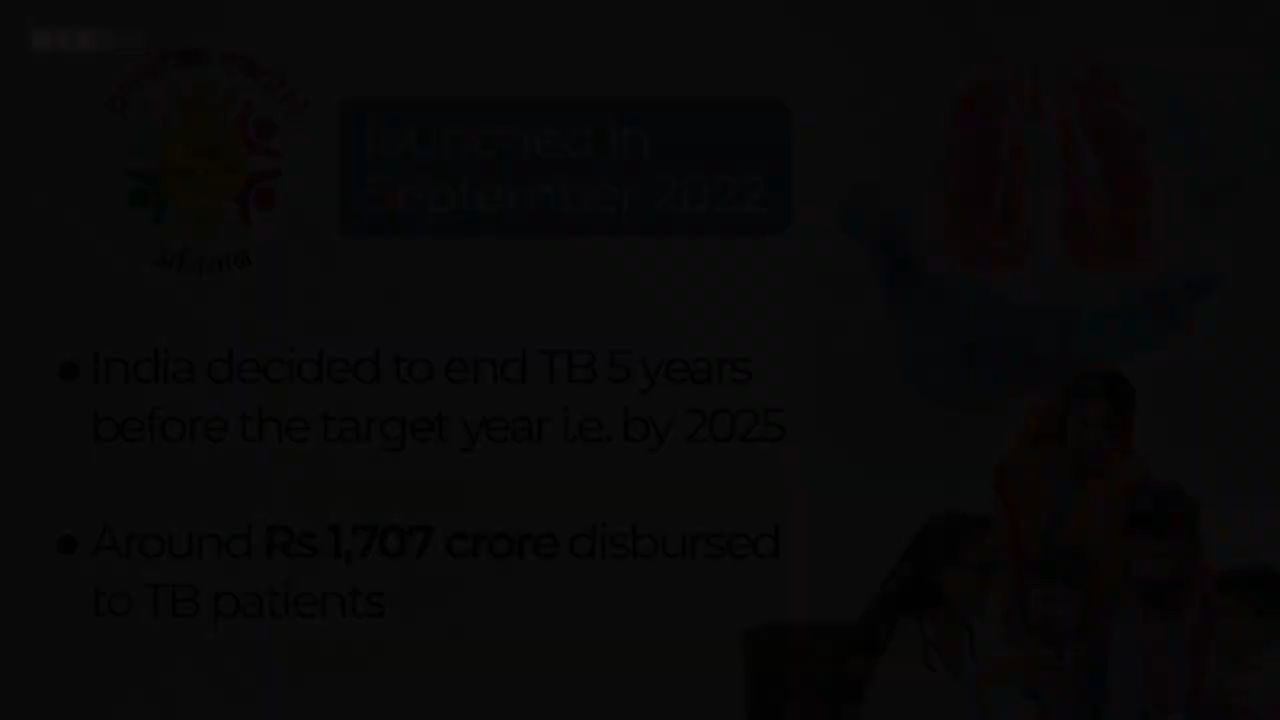 launched in
September 2022
India decided to end TB 5 years
before the target year i.e. by 2025
Around Rs 1,707 crore disbursed
to TB patients